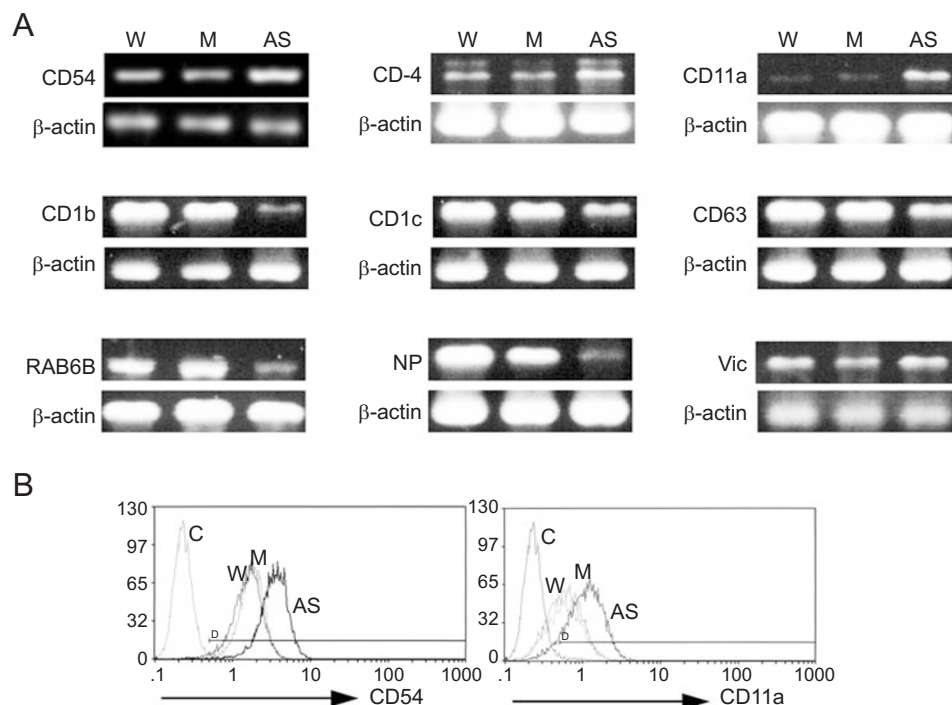 A
W M AS W M AS W M AS
CD54 CD-4 CD11a
β-actin β-actin β-actin
CD1b CD1c CD63
β-actin β-actin β-actin
RAB6B NP Vic
β-actin β-actin β-actin
B
130 130
C C
97 97
M M
W W
65 65
AS AS
32 32
D D
0 0
.1 1 10 100 1000 .1 1 10 100 1000
CD54 CD11a